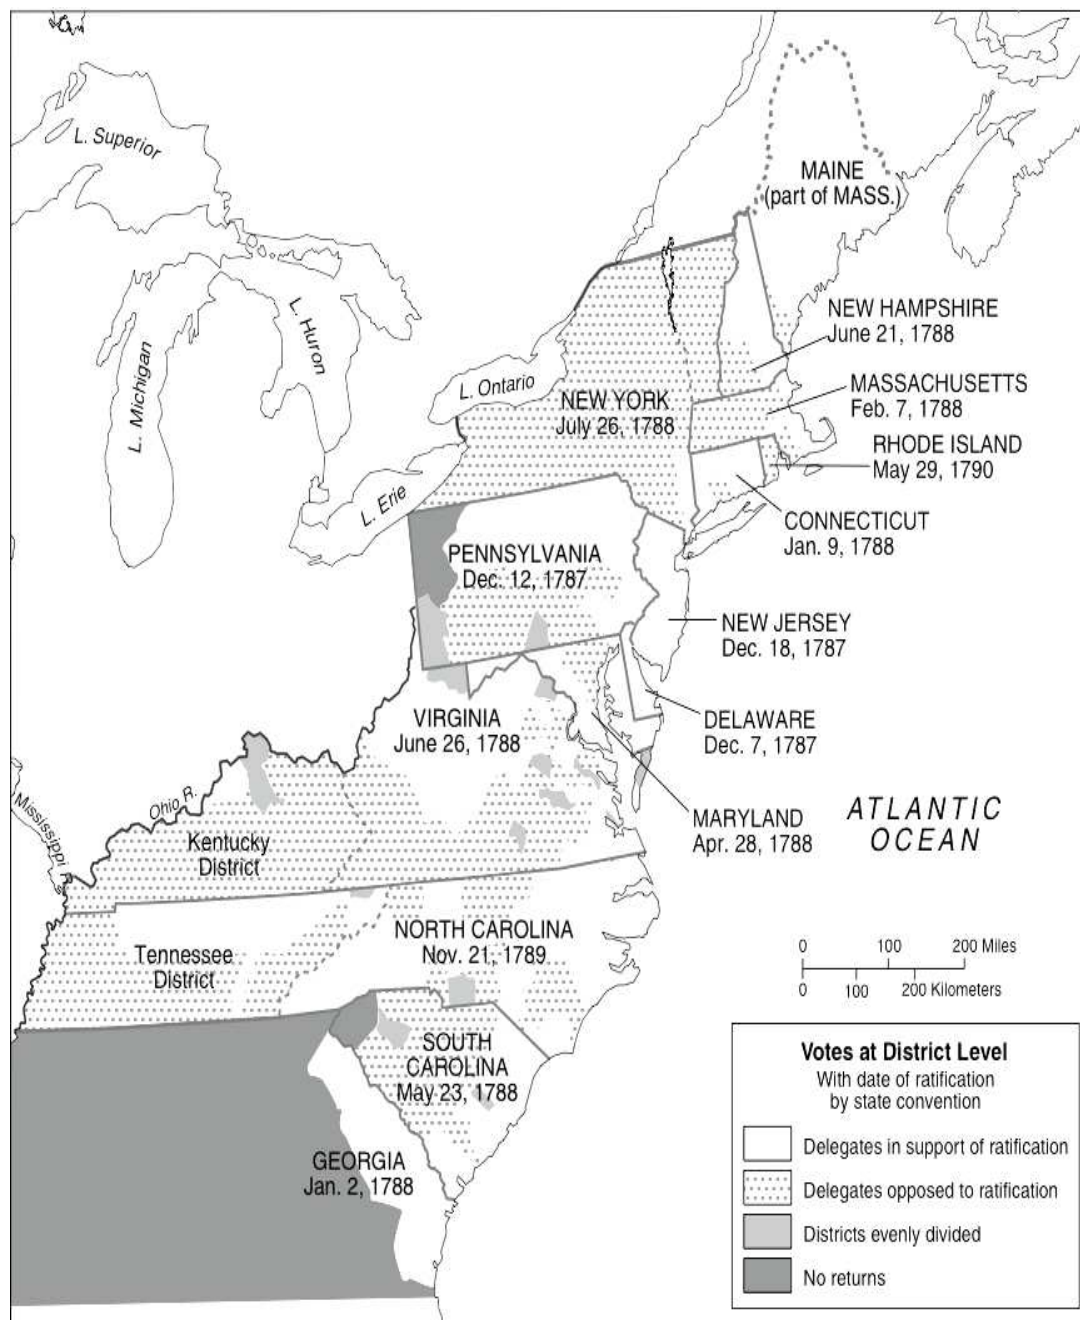 L. Superior
L. Michigan
L. Huron
L. Ontario
L. Erie
MAINE
(part of MASS.)
NEW HAMPSHIRE
June 21, 1788
MASSACHUSETTS
Feb. 7, 1788
RHODE ISLAND
May 29, 1790
CONNECTICUT
Jan. 9, 1788
NEW YORK
July 26, 1788
PENNSYLVANIA
Dec. 12, 1787
NEW JERSEY
Dec. 18, 1787
DELAWARE
Dec. 7, 1787
MARYLAND
Apr. 28, 1788
VIRGINIA
June 26, 1788
Ohio R.
Mississippi R.
Kentucky
District
Tennessee
District
NORTH CAROLINA
Nov. 21, 1789
SOUTH
CAROLINA
May 23, 1788
GEORGIA
Jan. 2, 1788
ATLANTIC
OCEAN
0 100 200 Miles
0 100 200 Kilometers
Votes at District Level
With date of ratification
by state convention
Delegates in support of ratification
Delegates opposed to ratification
Districts evenly divided
No returns